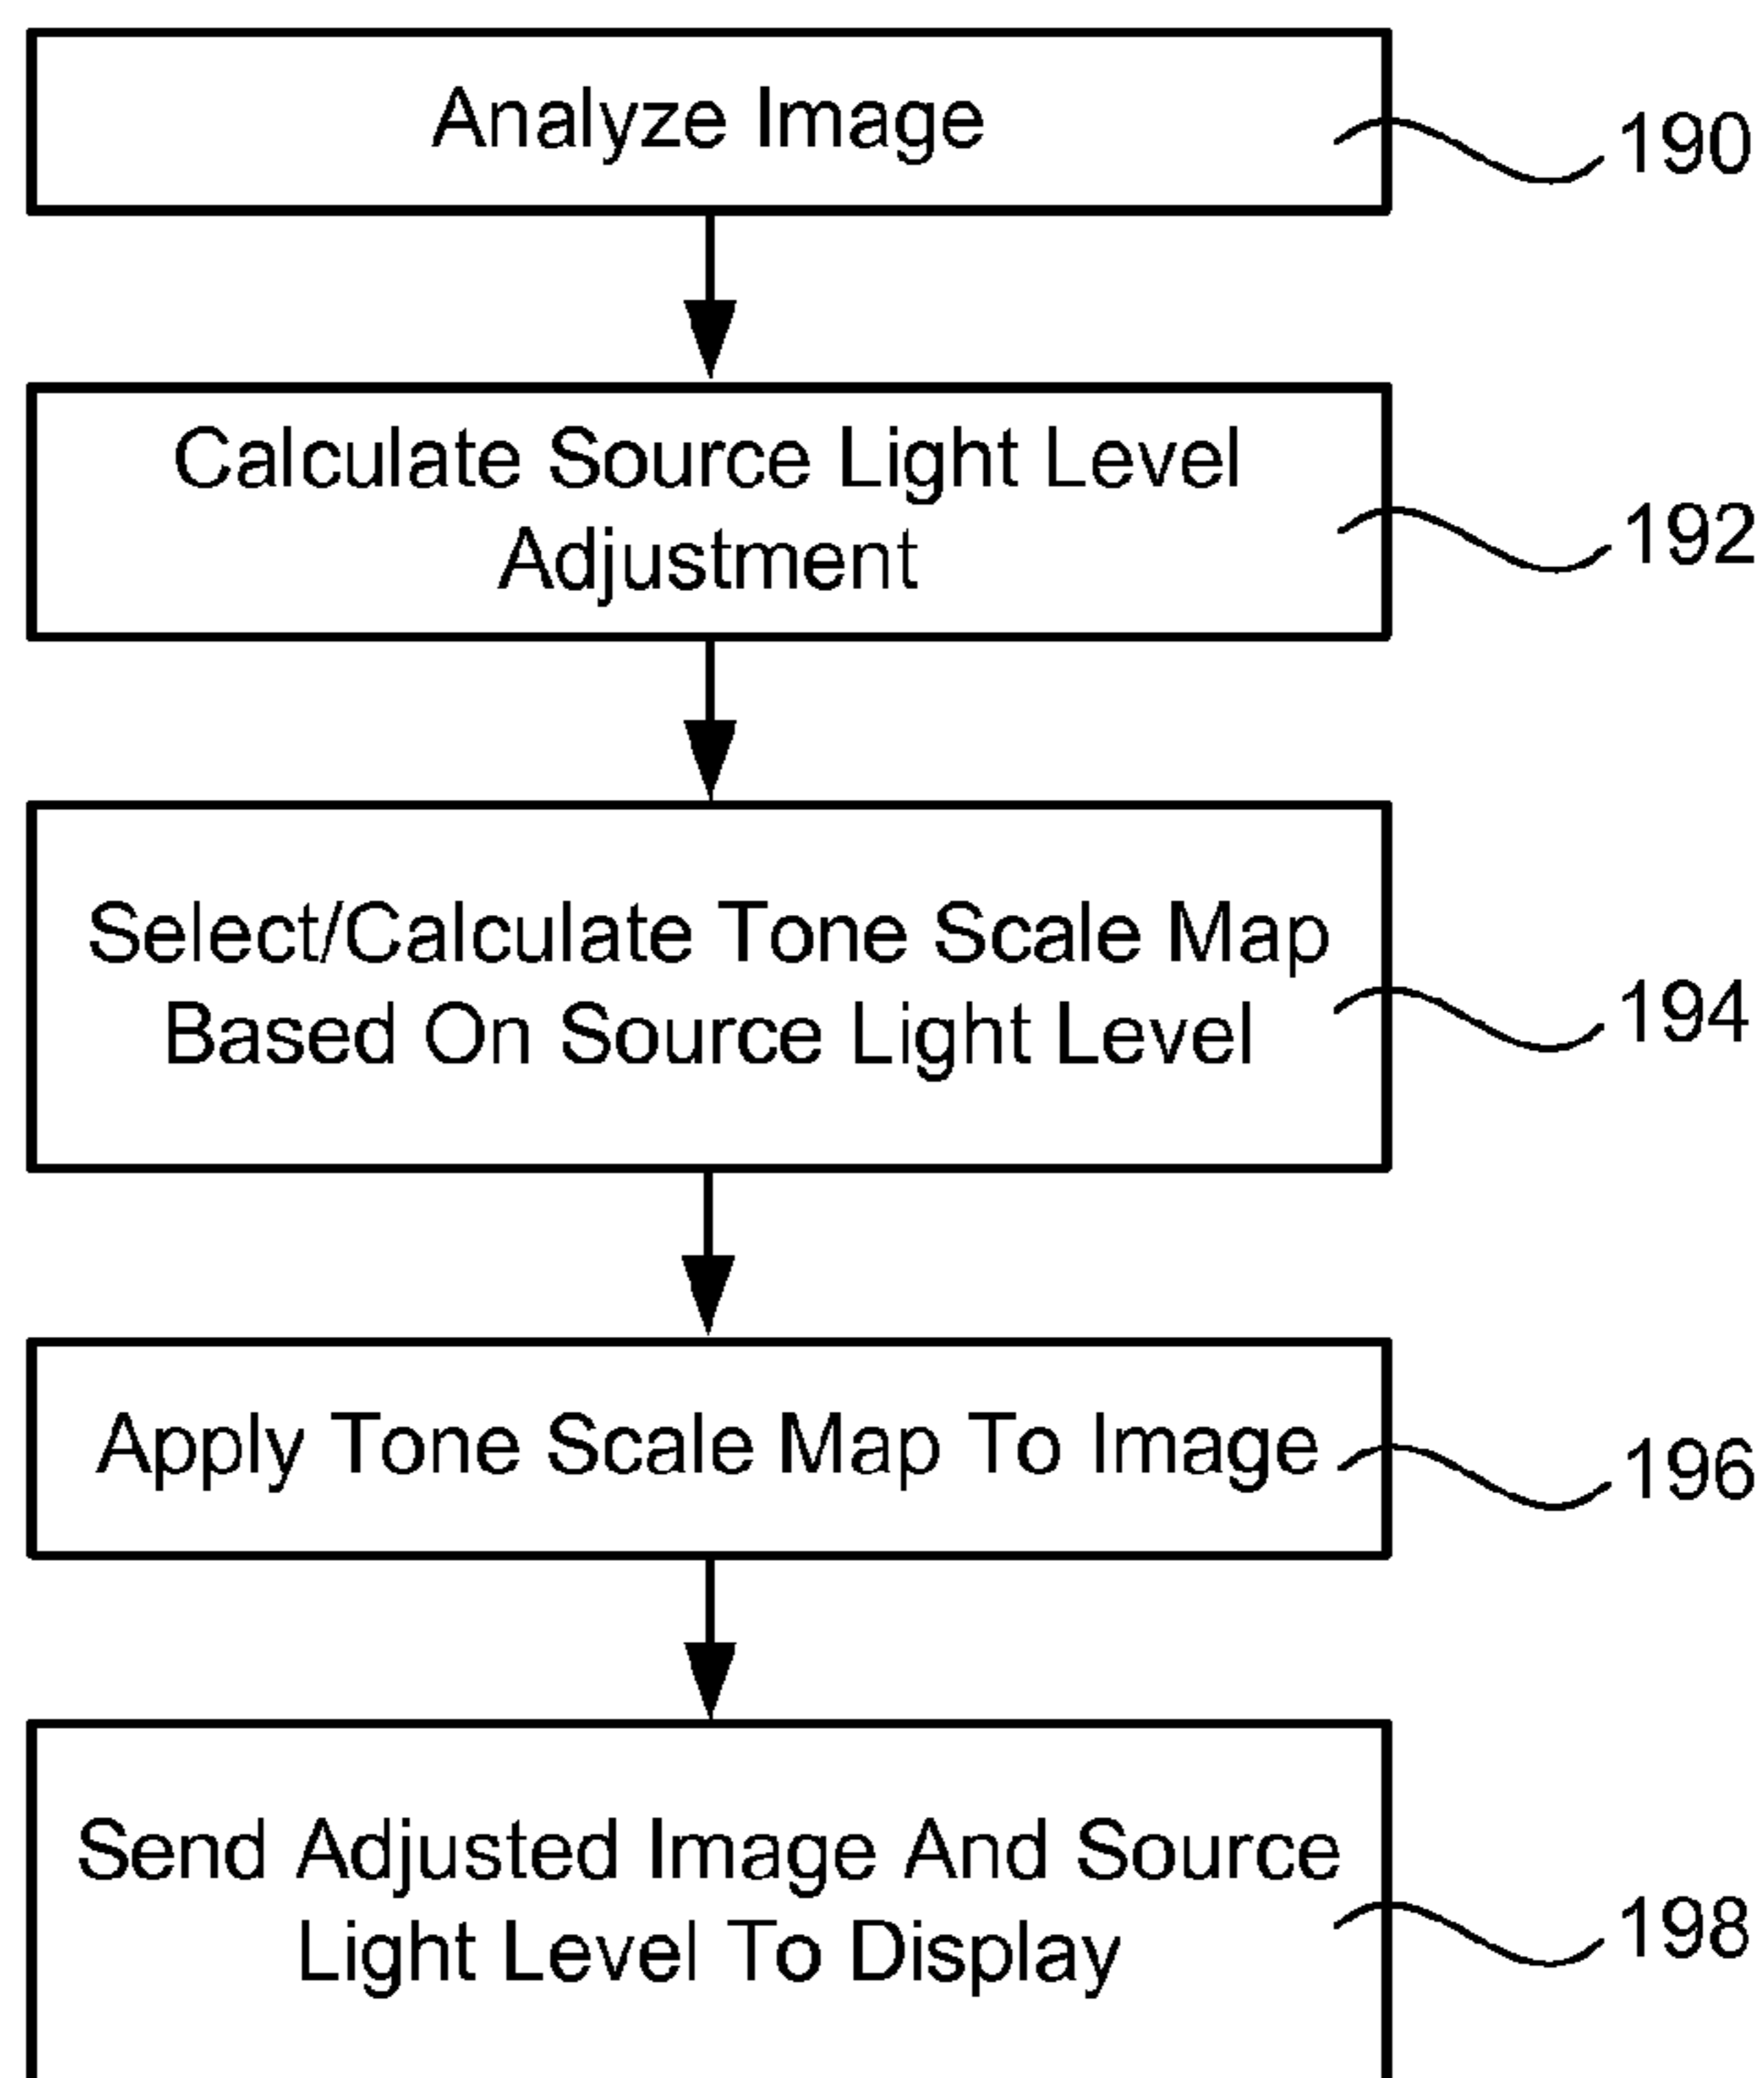 Analyze Image
190
Calculate Source Light Level
Adjustment
192
Select/Calculate Tone Scale Map
Based On Source Light Level
194
Apply Tone Scale Map To Image
196
Send Adjusted Image And Source
Light Level To Display
198